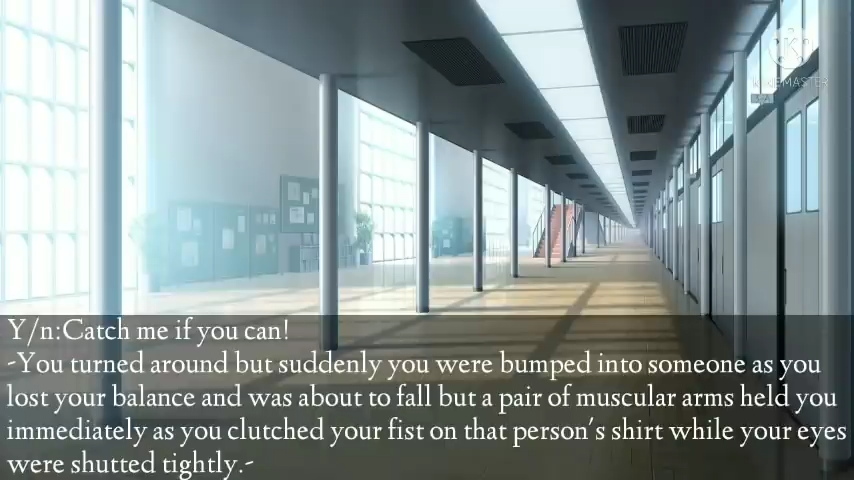 KINEMASTER
Y/n:Catch me if you can!
-You turned around but suddenly you were bumped into someone as you
lost your balance and was about to fall but a pair of muscular arms held you
immediately as you clutched your fist on that person's shirt while your eyes
were shutted tightly.-